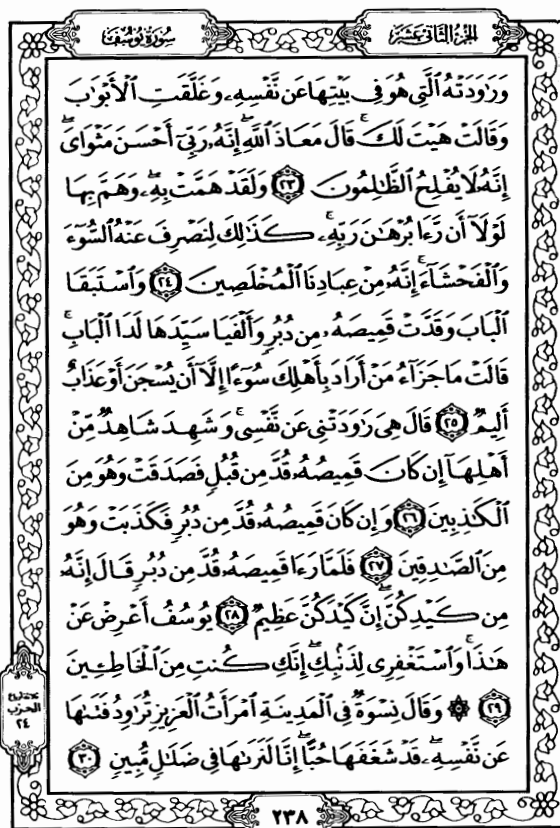 الجزء الثاني عشر
سورة يوسف
وَرَٰوَدَتْهُ ٱلَّتِى هُوَ فِى بَيْتِهَا عَن نَّفْسِهِۦ وَغَلَّقَتِ ٱلْأَبْوَٰبَ
وَقَالَتْ هَيْتَ لَكَ ۚ قَالَ مَعَاذَ ٱللَّهِ ۖ إِنَّهُۥ رَبِّىٓ أَحْسَنَ مَثْوَاىَ ۖ
إِنَّهُۥ لَا يُفْلِحُ ٱلظَّٰلِمُونَ ٢٣ وَلَقَدْ هَمَّتْ بِهِۦ ۖ وَهَمَّ بِهَا
لَوْلَآ أَن رَّءَا بُرْهَٰنَ رَبِّهِۦ ۚ كَذَٰلِكَ لِنَصْرِفَ عَنْهُ ٱلسُّوٓءَ
وَٱلْفَحْشَآءَ ۚ إِنَّهُۥ مِنْ عِبَادِنَا ٱلْمُخْلَصِينَ ٢٤ وَٱسْتَبَقَا
ٱلْبَابَ وَقَدَّتْ قَمِيصَهُۥ مِن دُبُرٍ وَأَلْفَيَا سَيِّدَهَا لَدَا ٱلْبَابِ ۚ
قَالَتْ مَا جَزَآءُ مَنْ أَرَادَ بِأَهْلِكَ سُوٓءًا إِلَّآ أَن يُسْجَنَ أَوْ عَذَابٌ
أَلِيمٌ ٢٥ قَالَ هِىَ رَٰوَدَتْنِى عَن نَّفْسِى ۚ وَشَهِدَ شَاهِدٌ مِّنْ
أَهْلِهَآ إِن كَانَ قَمِيصُهُۥ قُدَّ مِن قُبُلٍ فَصَدَقَتْ وَهُوَ مِنَ
ٱلْكَٰذِبِينَ ٢٦ وَإِن كَانَ قَمِيصُهُۥ قُدَّ مِن دُبُرٍ فَكَذَبَتْ وَهُوَ
مِنَ ٱلصَّٰدِقِينَ ٢٧ فَلَمَّا رَءَا قَمِيصَهُۥ قُدَّ مِن دُبُرٍ قَالَ إِنَّهُۥ
مِن كَيْدِكُنَّ ۖ إِنَّ كَيْدَكُنَّ عَظِيمٌ ٢٨ يُوسُفُ أَعْرِضْ عَنْ
هَٰذَا ۚ وَٱسْتَغْفِرِى لِذَنۢبِكِ ۖ إِنَّكِ كُنتِ مِنَ ٱلْخَاطِـِٔينَ
٢٩ ۞ وَقَالَ نِسْوَةٌ فِى ٱلْمَدِينَةِ ٱمْرَأَتُ ٱلْعَزِيزِ تُرَٰوِدُ فَتَىٰهَا
عَن نَّفْسِهِۦ ۖ قَدْ شَغَفَهَا حُبًّا ۖ إِنَّا لَنَرَىٰهَا فِى ضَلَٰلٍ مُّبِينٍ ٣٠
الحزب
٢٤
٢٣٨